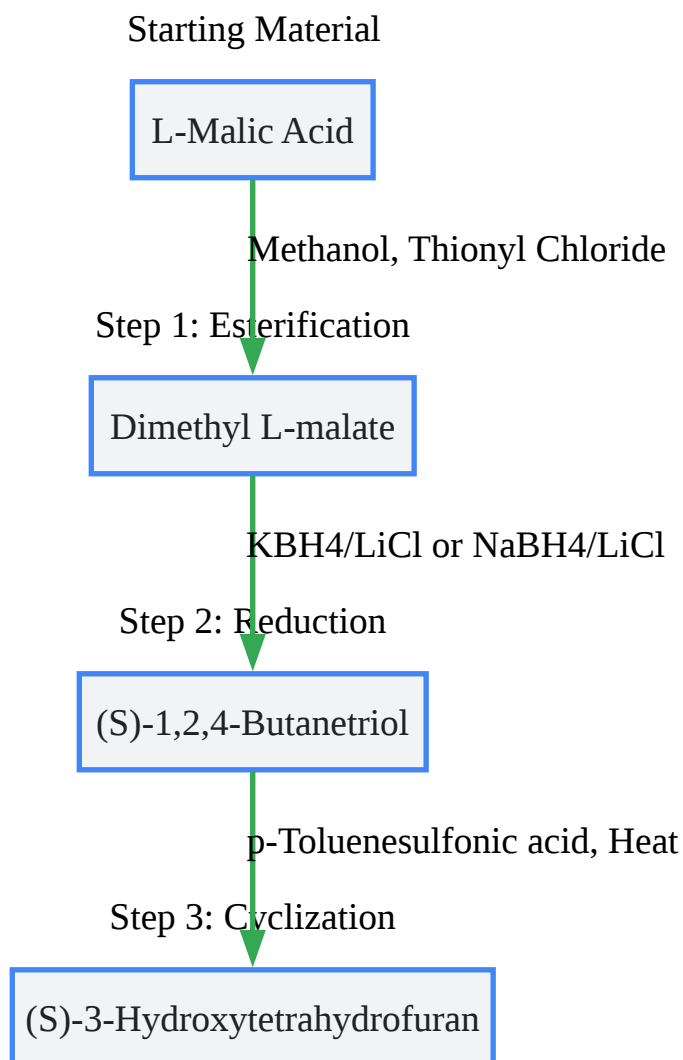 Starting Material
L-Malic Acid
Methanol, Thionyl Chloride
Step 1: Esterification
Dimethyl L-malate
KBH4/LiCl or NaBH4/LiCl
Step 2: Reduction
(S)-1,2,4-Butanetriol
p-Toluenesulfonic acid, Heat
Step 3: Cyclization
(S)-3-Hydroxytetrahydrofuran